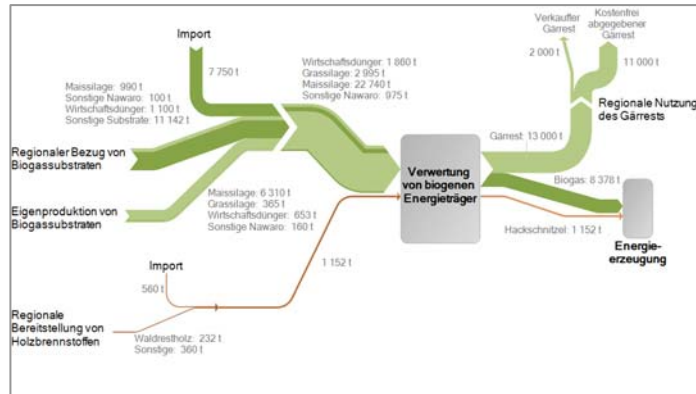 Import
7 750 t
Maissilage: 990 t
Sonstige Nawaro: 100 t
Wirtschaftsdünger: 1 100 t
Sonstige Substrate: 11 142 t
Wirtschaftsdünger: 1 860 t
Grassilage: 2 995 t
Maissilage: 22 740 t
Sonstige Nawaro: 975 t
Verkauffer
Gärrest
2 000 t
Kostenfrei
abgegebener
Gärrest
11 000 t
Regionale Nutzung
des Gärrests
Regionaler Bezug von
Biogassubstraten
Gärrest: 13 000 t
Verwertung
von biogenen
Energieträger
Biogas: 8 378 t
Eigenproduktion von
Biogassubstraten
Maissilage: 6 310 t
Grassilage: 365 t
Wirtschaftsdünger: 653 t
Sonstige Nawaro: 160 t
Hackschnitzel: 1 152 t
Energie-
erzeugung
Import
560 t
1 152 t
Regionale
Bereitstellung von
Holzbrennstoffen
Waldrestholz: 232 t
Sonstige: 360 t